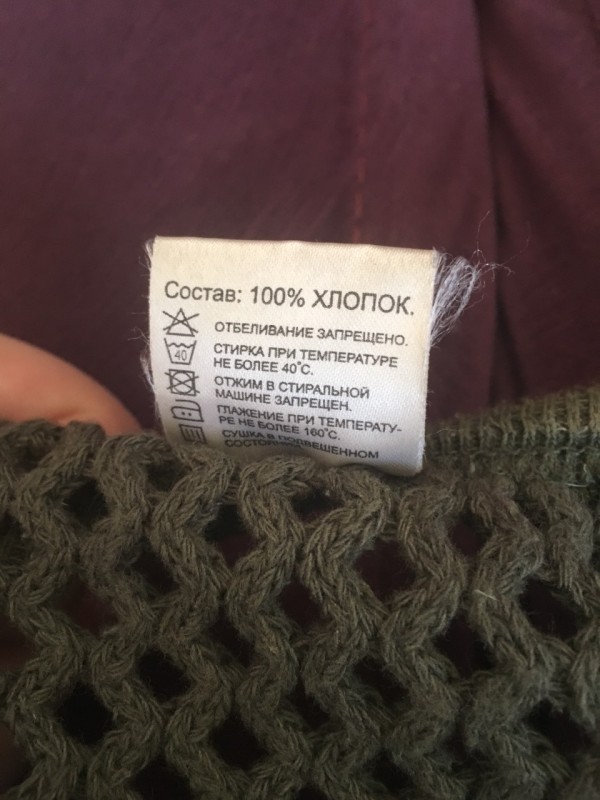 Состав: 100% ХЛОПОК.
ОТБЕЛИВАНИЕ ЗАПРЕЩЕНО.
40
СТИРКА ПРИ ТЕМПЕРАТУРЕ
НЕ БОЛЕЕ 40°С.
ОТЖИМ В СТИРАЛЬНОЙ
МАШИНЕ ЗАПРЕЩЕН.
ГЛАЖЕНИЕ ПРИ ТЕМПЕРАТУ-
РЕ НЕ БОЛЕЕ 160°С.
СУШКА В ПОДВЕШЕННОМ